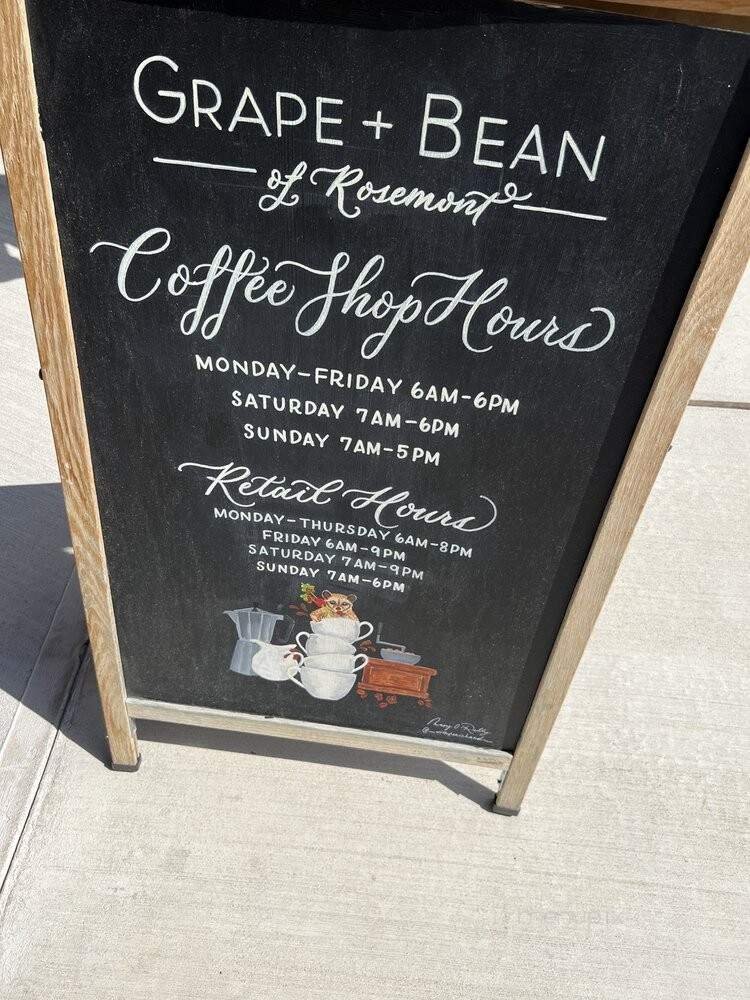 GRAPE + BEAN
of Rosemont
Coffee Shop Hours
MONDAY-FRIDAY 6AM-6PM
SATURDAY 7AM-6PM
SUNDAY 7AM-5PM
Retail Hours
MONDAY-THURSDAY 6AM-8PM
FRIDAY 6AM-9PM
SATURDAY 7AM-9PM
SUNDAY 7AM-6PM
menupix